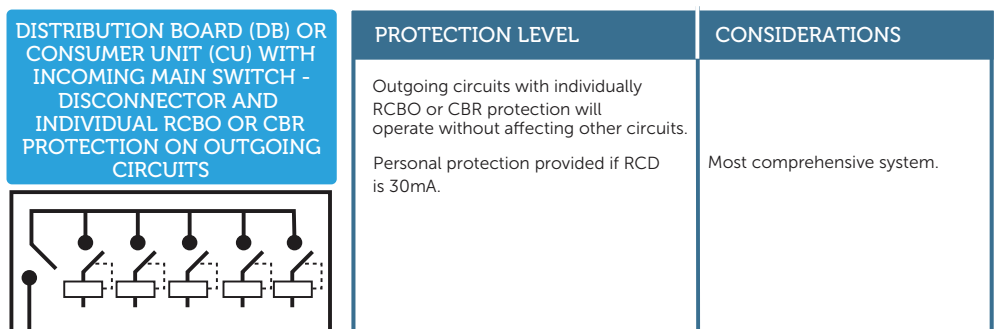 DISTRIBUTION BOARD (DB) OR
CONSUMER UNIT (CU) WITH
INCOMING MAIN SWITCH -
DISCONNECTOR AND
INDIVIDUAL RCBO OR CBR
PROTECTION ON OUTGOING
CIRCUITS
PROTECTION LEVEL
Outgoing circuits with individually
RCBO or CBR protection will
operate without affecting other circuits.
Personal protection provided if RCD
is 30mA.
CONSIDERATIONS
Most comprehensive system.